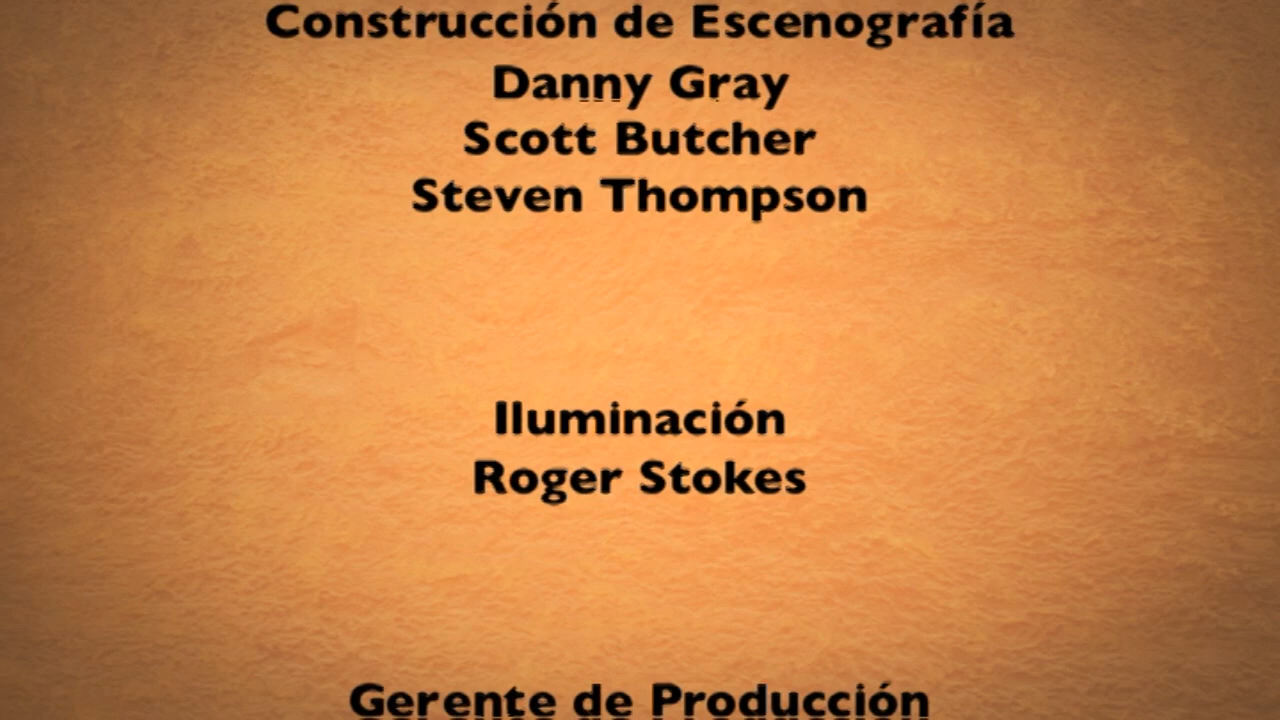 Construcción de Escenografía
Danny Gray
Scott Butcher
Steven Thompson
Iluminación
Roger Stokes
Gerente de Producción